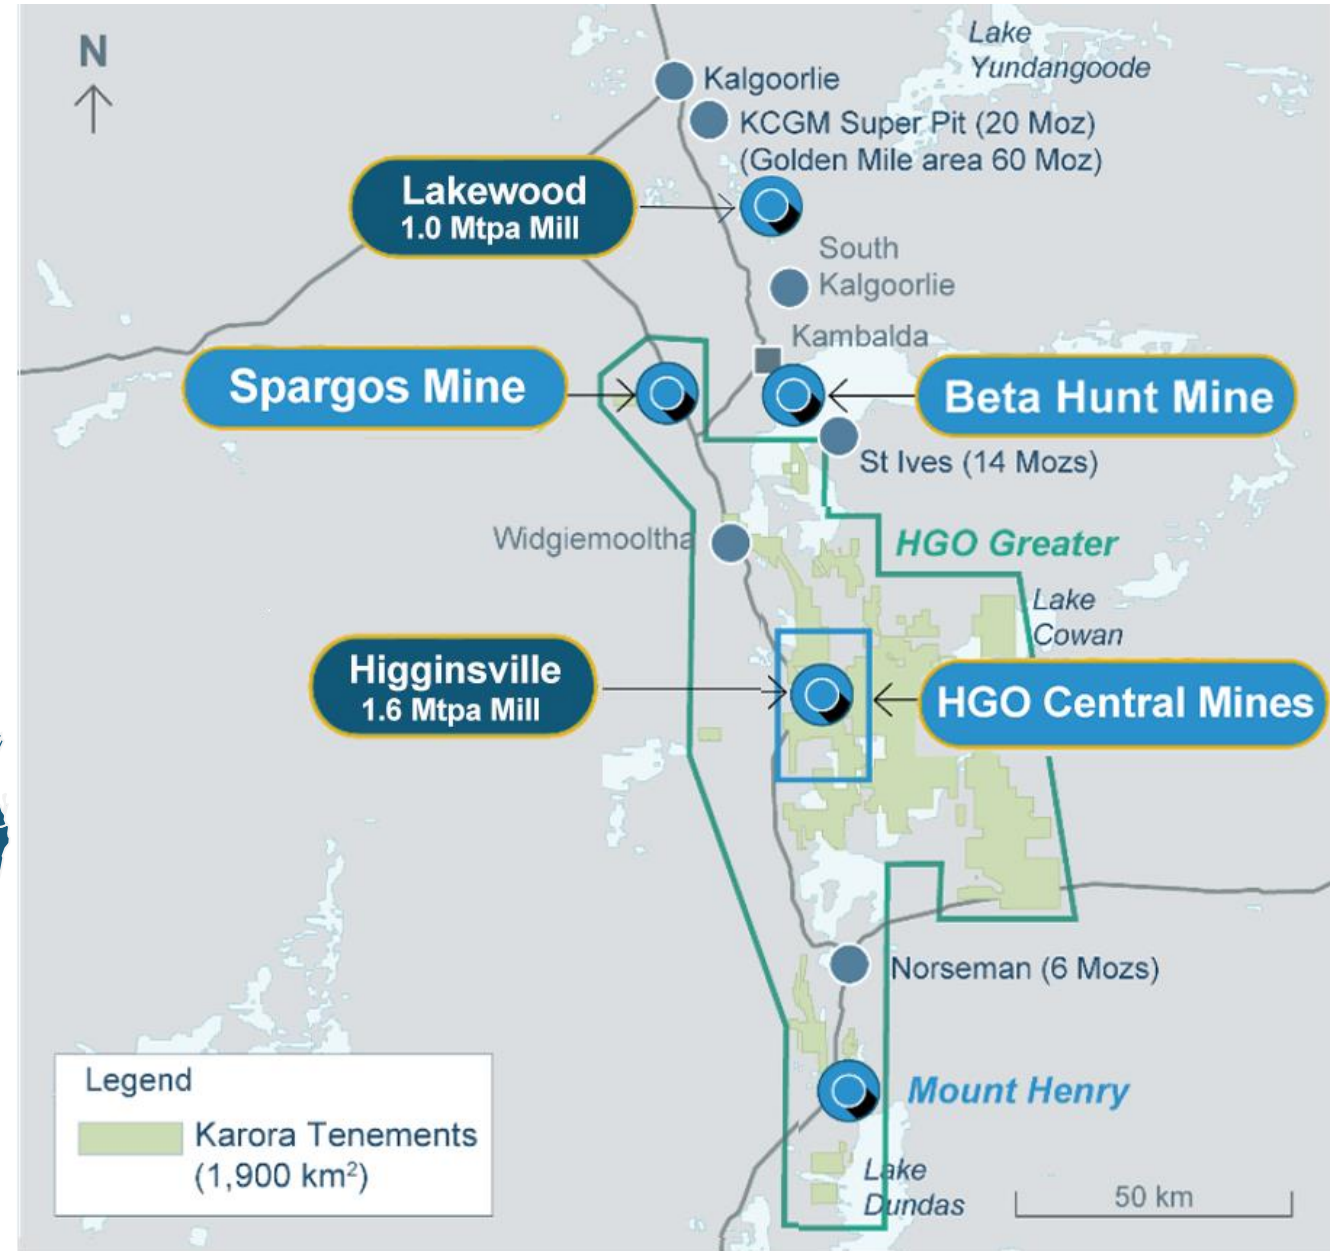 N
Lake
Yundangoode
Kalgoorlie
KCGM Super Pit (20 Moz)
(Golden Mile area 60 Moz)
Lakewood
1.0 Mtpa Mill
South
Kalgoorlie
Kambalda
Spargos Mine
Beta Hunt Mine
St Ives (14 Mozs)
Widgiemooltha
HGO Greater
Lake
Cowan
Higginsville
1.6 Mtpa Mill
HGO Central Mines
Norseman (6 Mozs)
Mount Henry
Legend
Karora Tenements
(1,900 km²)
Lake
Dundas
50 km